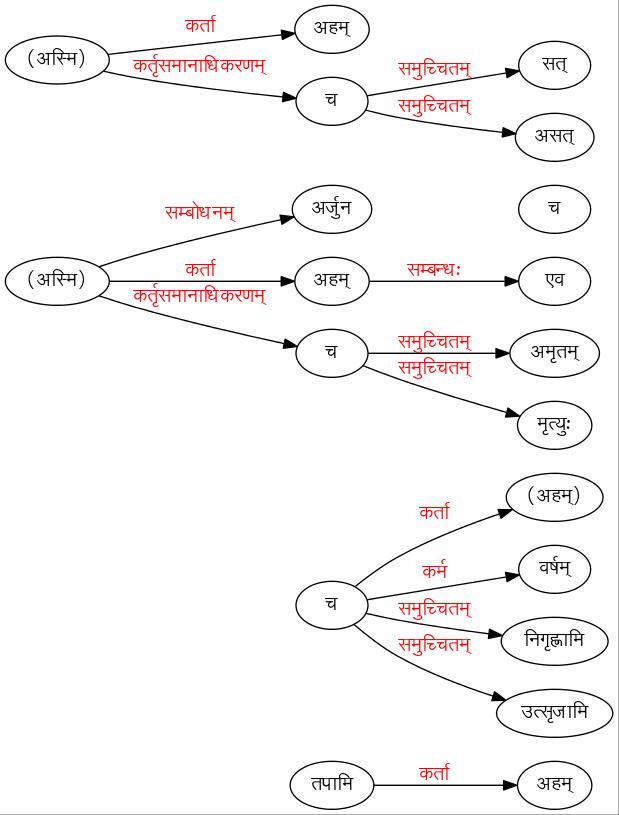 कर्ता
अहम्
(अस्मि)
कर्तृसमानाधिकरणम्
समुच्चितम्
सत्
च
समुच्चितम्
असत्
सम्बोधनम्
अर्जुन
च
(अस्मि)
कर्ता
अहम्
सम्बन्धः
एव
कर्तृसमानाधिकरणम्
समुच्चितम्
अमृतम्
च
समुच्चितम्
मृत्युः
(अहम्)
कर्ता
कर्म
वर्षम्
च
समुच्चितम्
निगृह्णामि
समुच्चितम्
उत्सृजामि
तपामि
कर्ता
अहम्